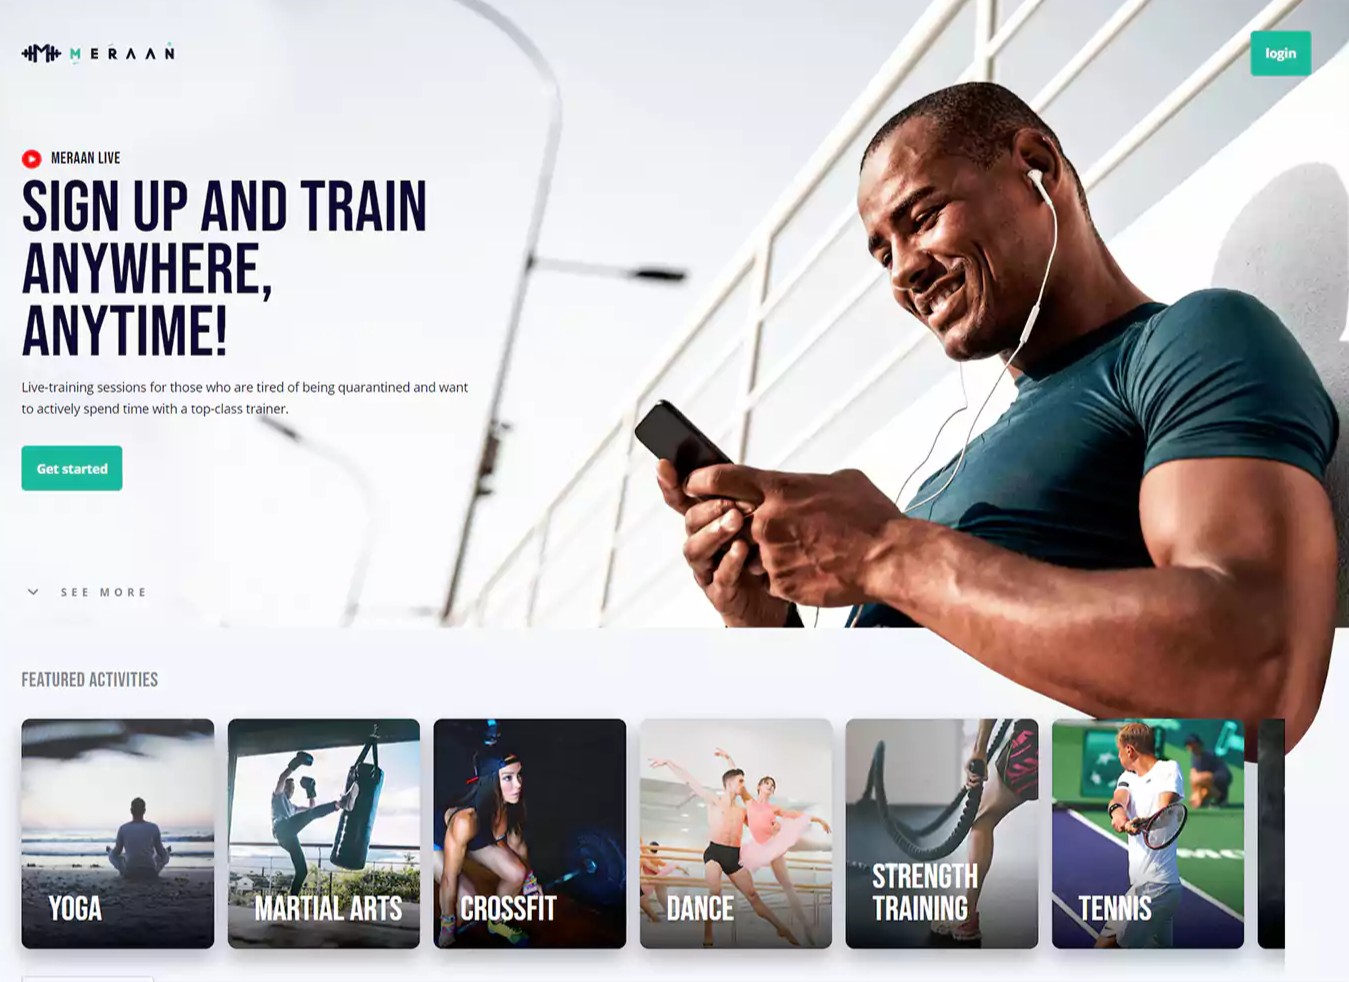 MERAAN
login
MERAAN LIVE
SIGN UP AND TRAIN
ANYWHERE,
ANYTIME!
Live-training sessions for those who are tired of being quarantined and want
to actively spend time with a top-class trainer.
Get started
SEE MORE
FEATURED ACTIVITIES
YOGA
MARTIAL ARTS
CROSSFIT
DANCE
STRENGTH
TRAINING
TENNIS